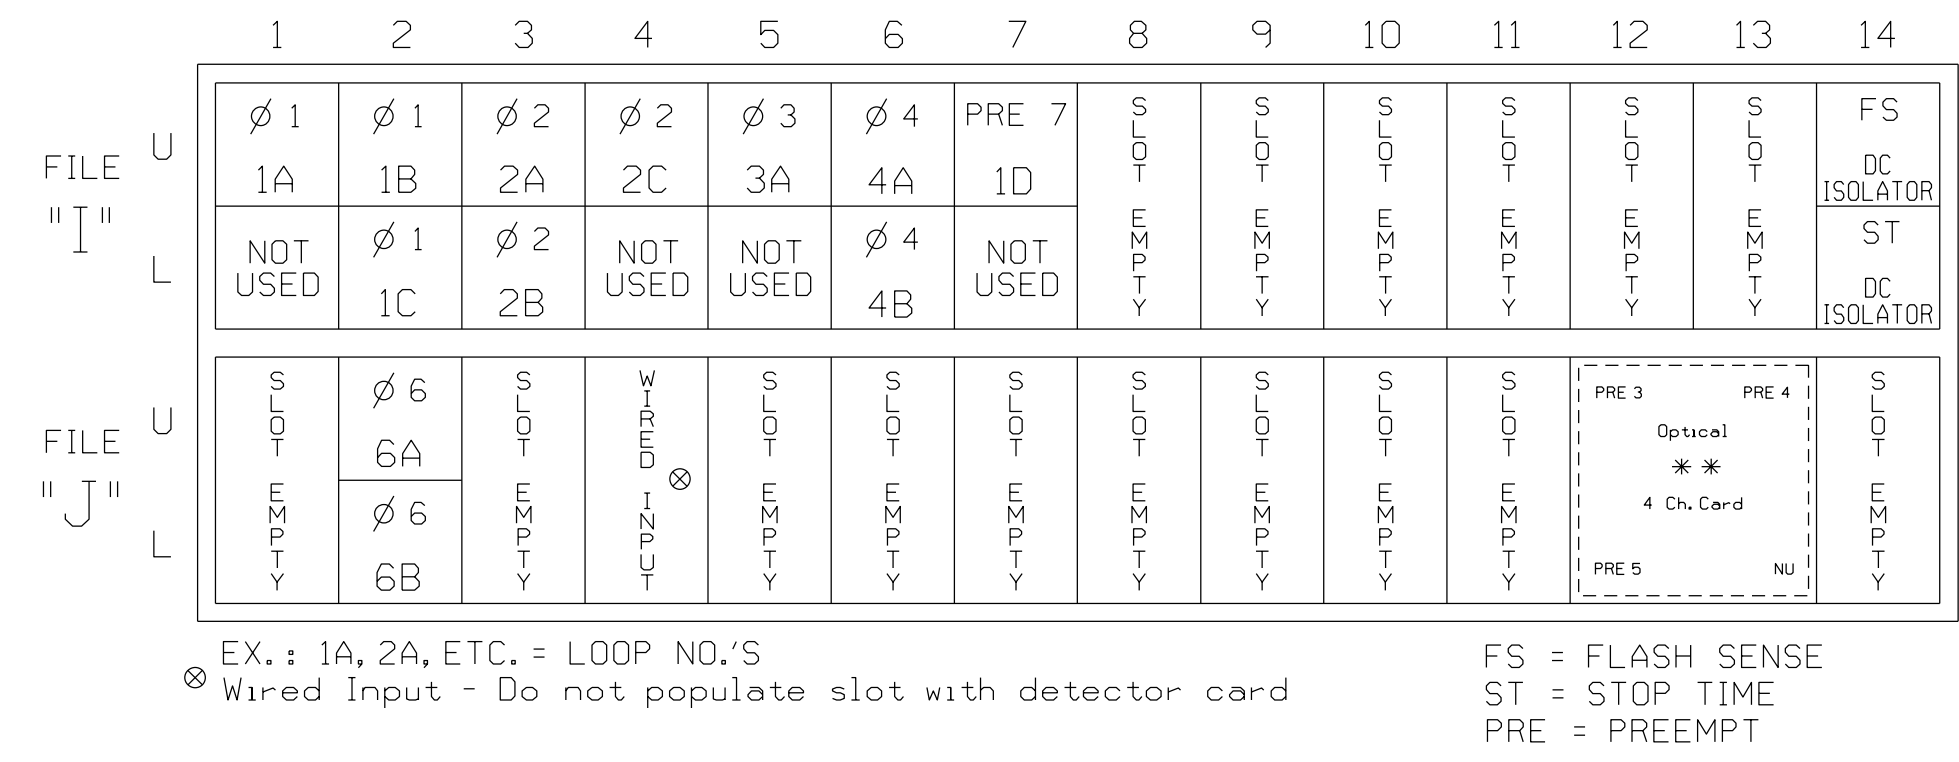 1 2 3 4 5 6 7 8 9 10 11 12 13 14
FILE "I"
U
L
Ø 1 1A
Ø 1 1B
Ø 2 2A
Ø 2 2C
Ø 3 3A
Ø 4 4A
PRE 7 1D
SLOT EMPTY
SLOT EMPTY
SLOT EMPTY
SLOT EMPTY
SLOT EMPTY
SLOT EMPTY
FS DC ISOLATOR
NOT USED
Ø 1 1C
Ø 2 2B
NOT USED
NOT USED
Ø 4 4B
NOT USED
ST DC ISOLATOR
FILE "J"
U
L
SLOT EMPTY
Ø 6 6A
SLOT EMPTY
WIRED INPUT ⊗
SLOT EMPTY
SLOT EMPTY
SLOT EMPTY
SLOT EMPTY
SLOT EMPTY
SLOT EMPTY
SLOT EMPTY
PRE 3 PRE 4
Optical
**
4 Ch. Card
PRE 5 NU
SLOT EMPTY
Ø 6 6B
EX.: 1A, 2A, ETC. = LOOP NO.'S
⊗ Wired Input - Do not populate slot with detector card
FS = FLASH SENSE
ST = STOP TIME
PRE = PREEMPT